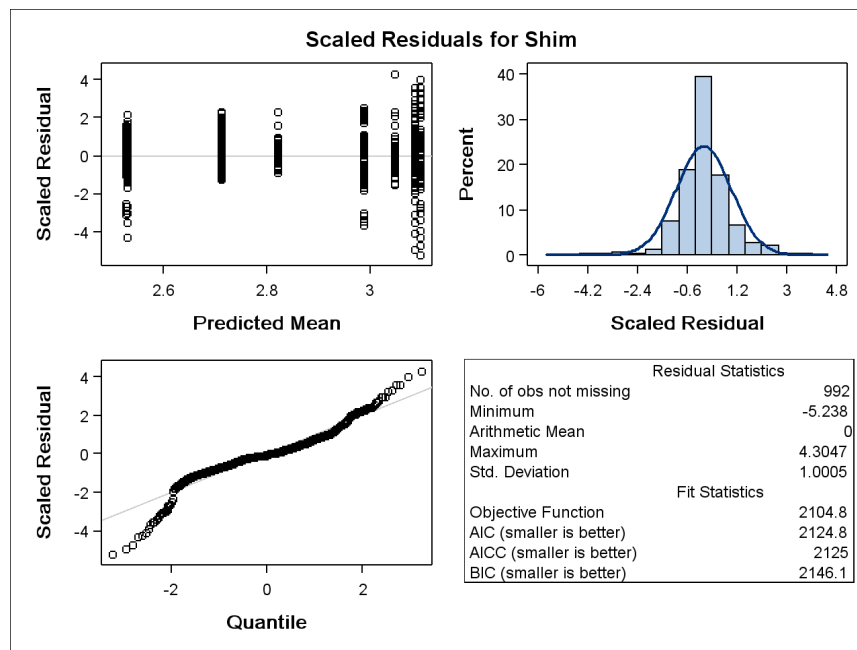 Scaled Residuals for Shim
Scaled Residual
4
2
0
-2
-4
2.6
2.8
3
Predicted Mean
Percent
40
30
20
10
0
-6
-4.2
-2.4
-0.6
1.2
3
4.8
Scaled Residual
Scaled Residual
4
2
0
-2
-4
-2
0
2
Quantile
Residual Statistics
No. of obs not missing 992
Minimum -5.238
Arithmetic Mean 0
Maximum 4.3047
Std. Deviation 1.0005
Fit Statistics
Objective Function 2104.8
AIC (smaller is better) 2124.8
AICC (smaller is better) 2125
BIC (smaller is better) 2146.1